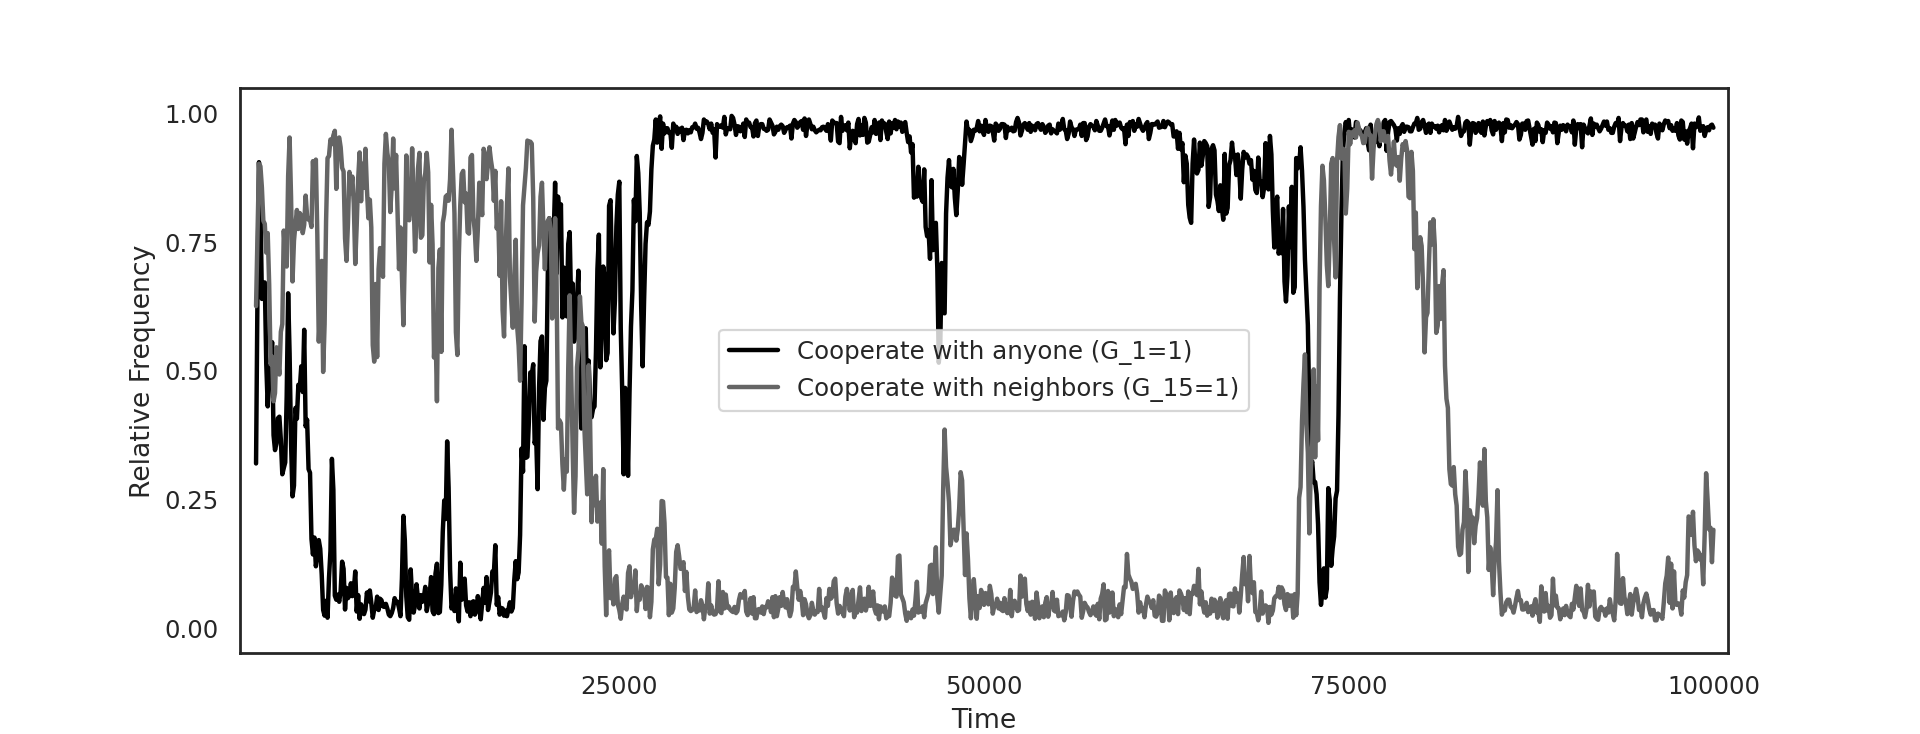 1.00
0.75
0.50
0.25
0.00
Relative Frequency
Cooperate with anyone (G_1=1)
Cooperate with neighbors (G_15=1)
25000
50000
75000
100000
Time